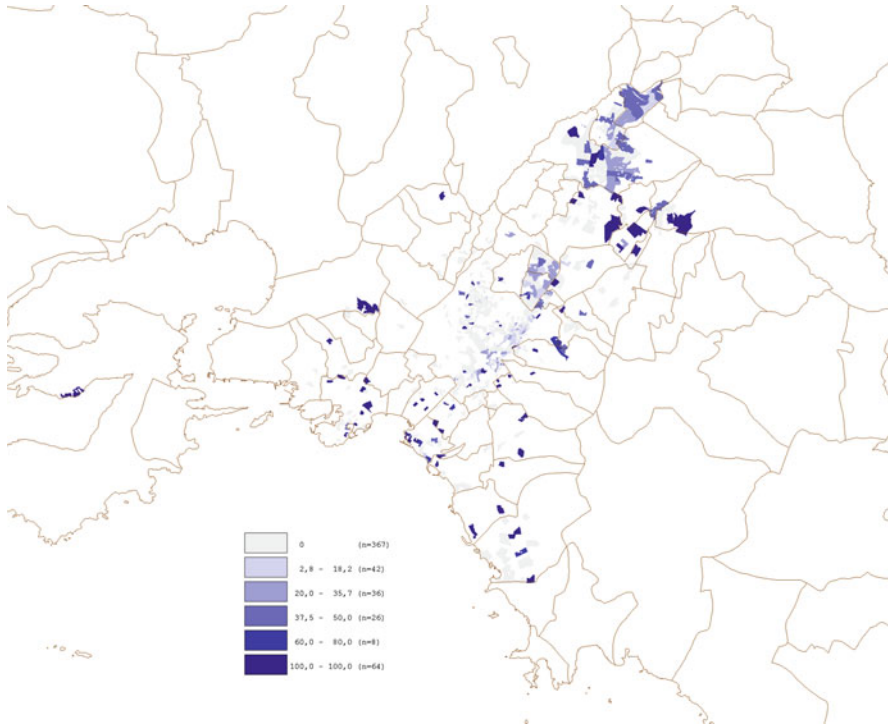 0 (n=367)
2,8 - 18,2 (n=42)
20,0 - 35,7 (n=36)
37,5 - 50,0 (n=26)
60,0 - 80,0 (n=8)
100,0 - 100,0 (n=64)